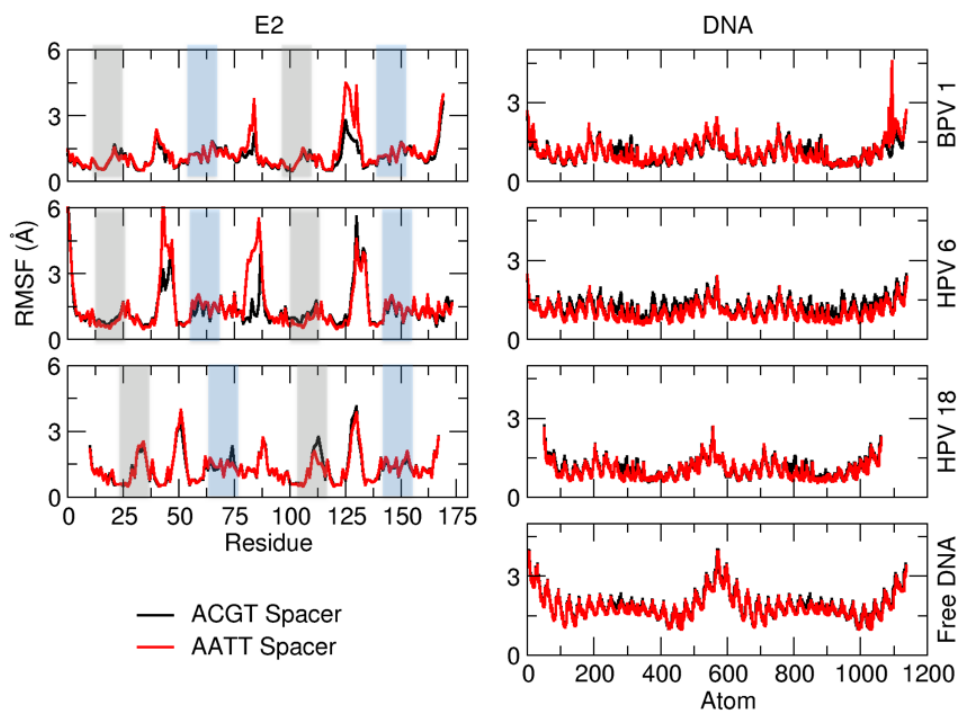 E2
DNA
6
3
0
6
3
0
6
3
0
RMSF (Å)
0 25 50 75 100 125 150 175
Residue
3
0
BPV 1
3
0
HPV 6
3
0
HPV 18
3
0
Free DNA
0 200 400 600 800 1000 1200
Atom
ACGT Spacer
AATT Spacer